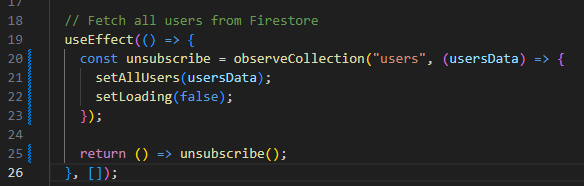 17
18 // Fetch all users from Firestore
19 useEffect(() => {
20 const unsubscribe = observeCollection("users", (usersData) => {
21 setAllUsers(usersData);
22 setLoading(false);
23 });
24
25 return () => unsubscribe();
26 }, []);